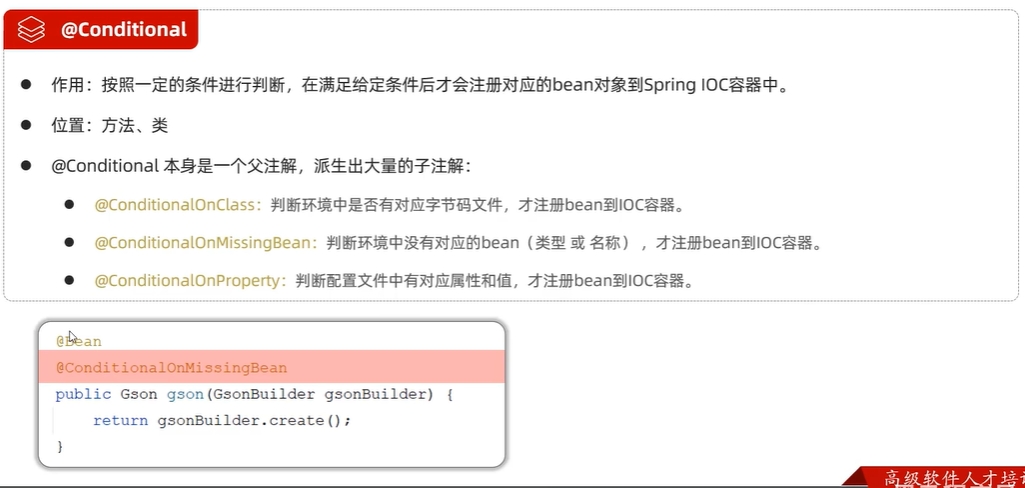 @Conditional
作用：按照一定的条件进行判断，在满足给定条件后才会注册对应的bean对象到Spring IOC容器中。
位置：方法、类
@Conditional 本身是一个父注解，派生出大量的子注解：
@ConditionalOnClass：判断环境中是否有对应字节码文件，才注册bean到IOC容器。
@ConditionalOnMissingBean：判断环境中没有对应的bean（类型 或 名称） ，才注册bean到IOC容器。
@ConditionalOnProperty：判断配置文件中有对应属性和值，才注册bean到IOC容器。
@Bean
@ConditionalOnMissingBean
public Gson gson(GsonBuilder gsonBuilder) {
return gsonBuilder.create();
}
高级软件人才培